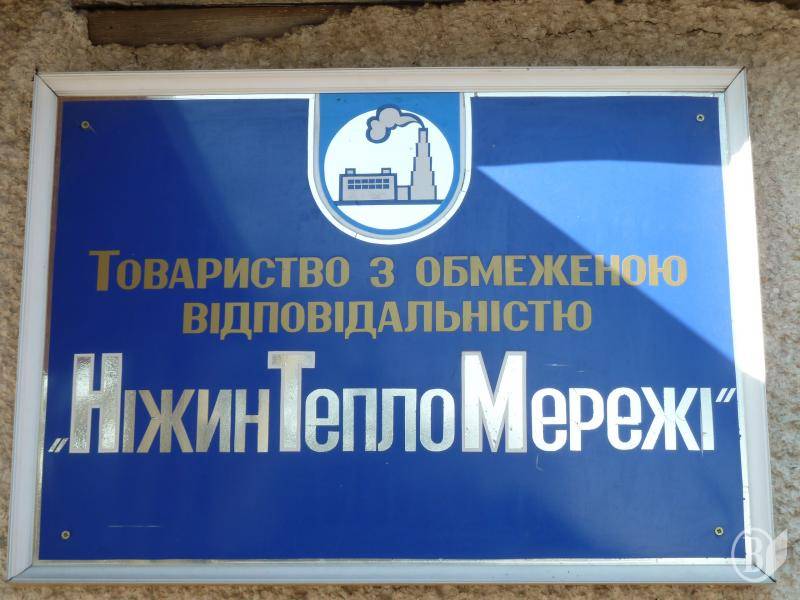 Товариство з обмеженою
відповідальністю
„НіжинТеплоМережі“
В